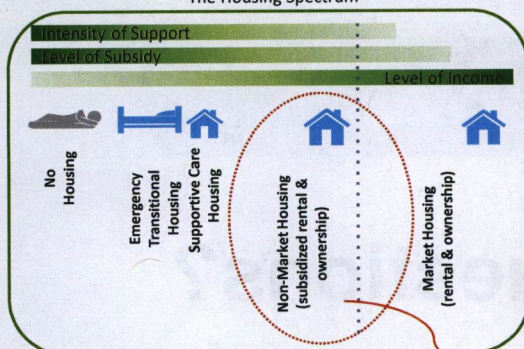 The Housing Spectrum
Intensity of Support
Level of Subsidy
Level of Income
No
Housing
Emergency
Transitional
Housing
Supportive Care
Housing
Non-Market Housing
(subsidized rental &
ownership)
Market Housing
(rental & ownership)